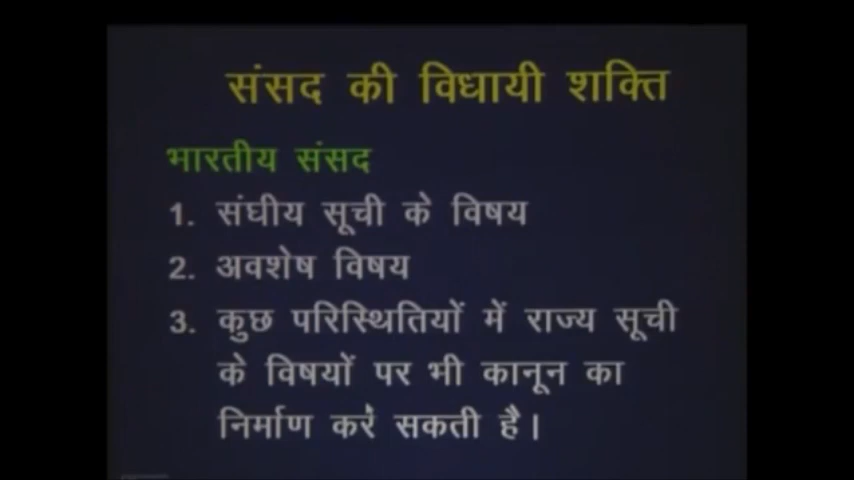 संसद की विधायी शक्ति
भारतीय संसद
1. संघीय सूची के विषय
2. अवशेष विषय
3. कुछ परिस्थितियों में राज्य सूची
के विषयों पर भी कानून का
निर्माण कर सकती है।